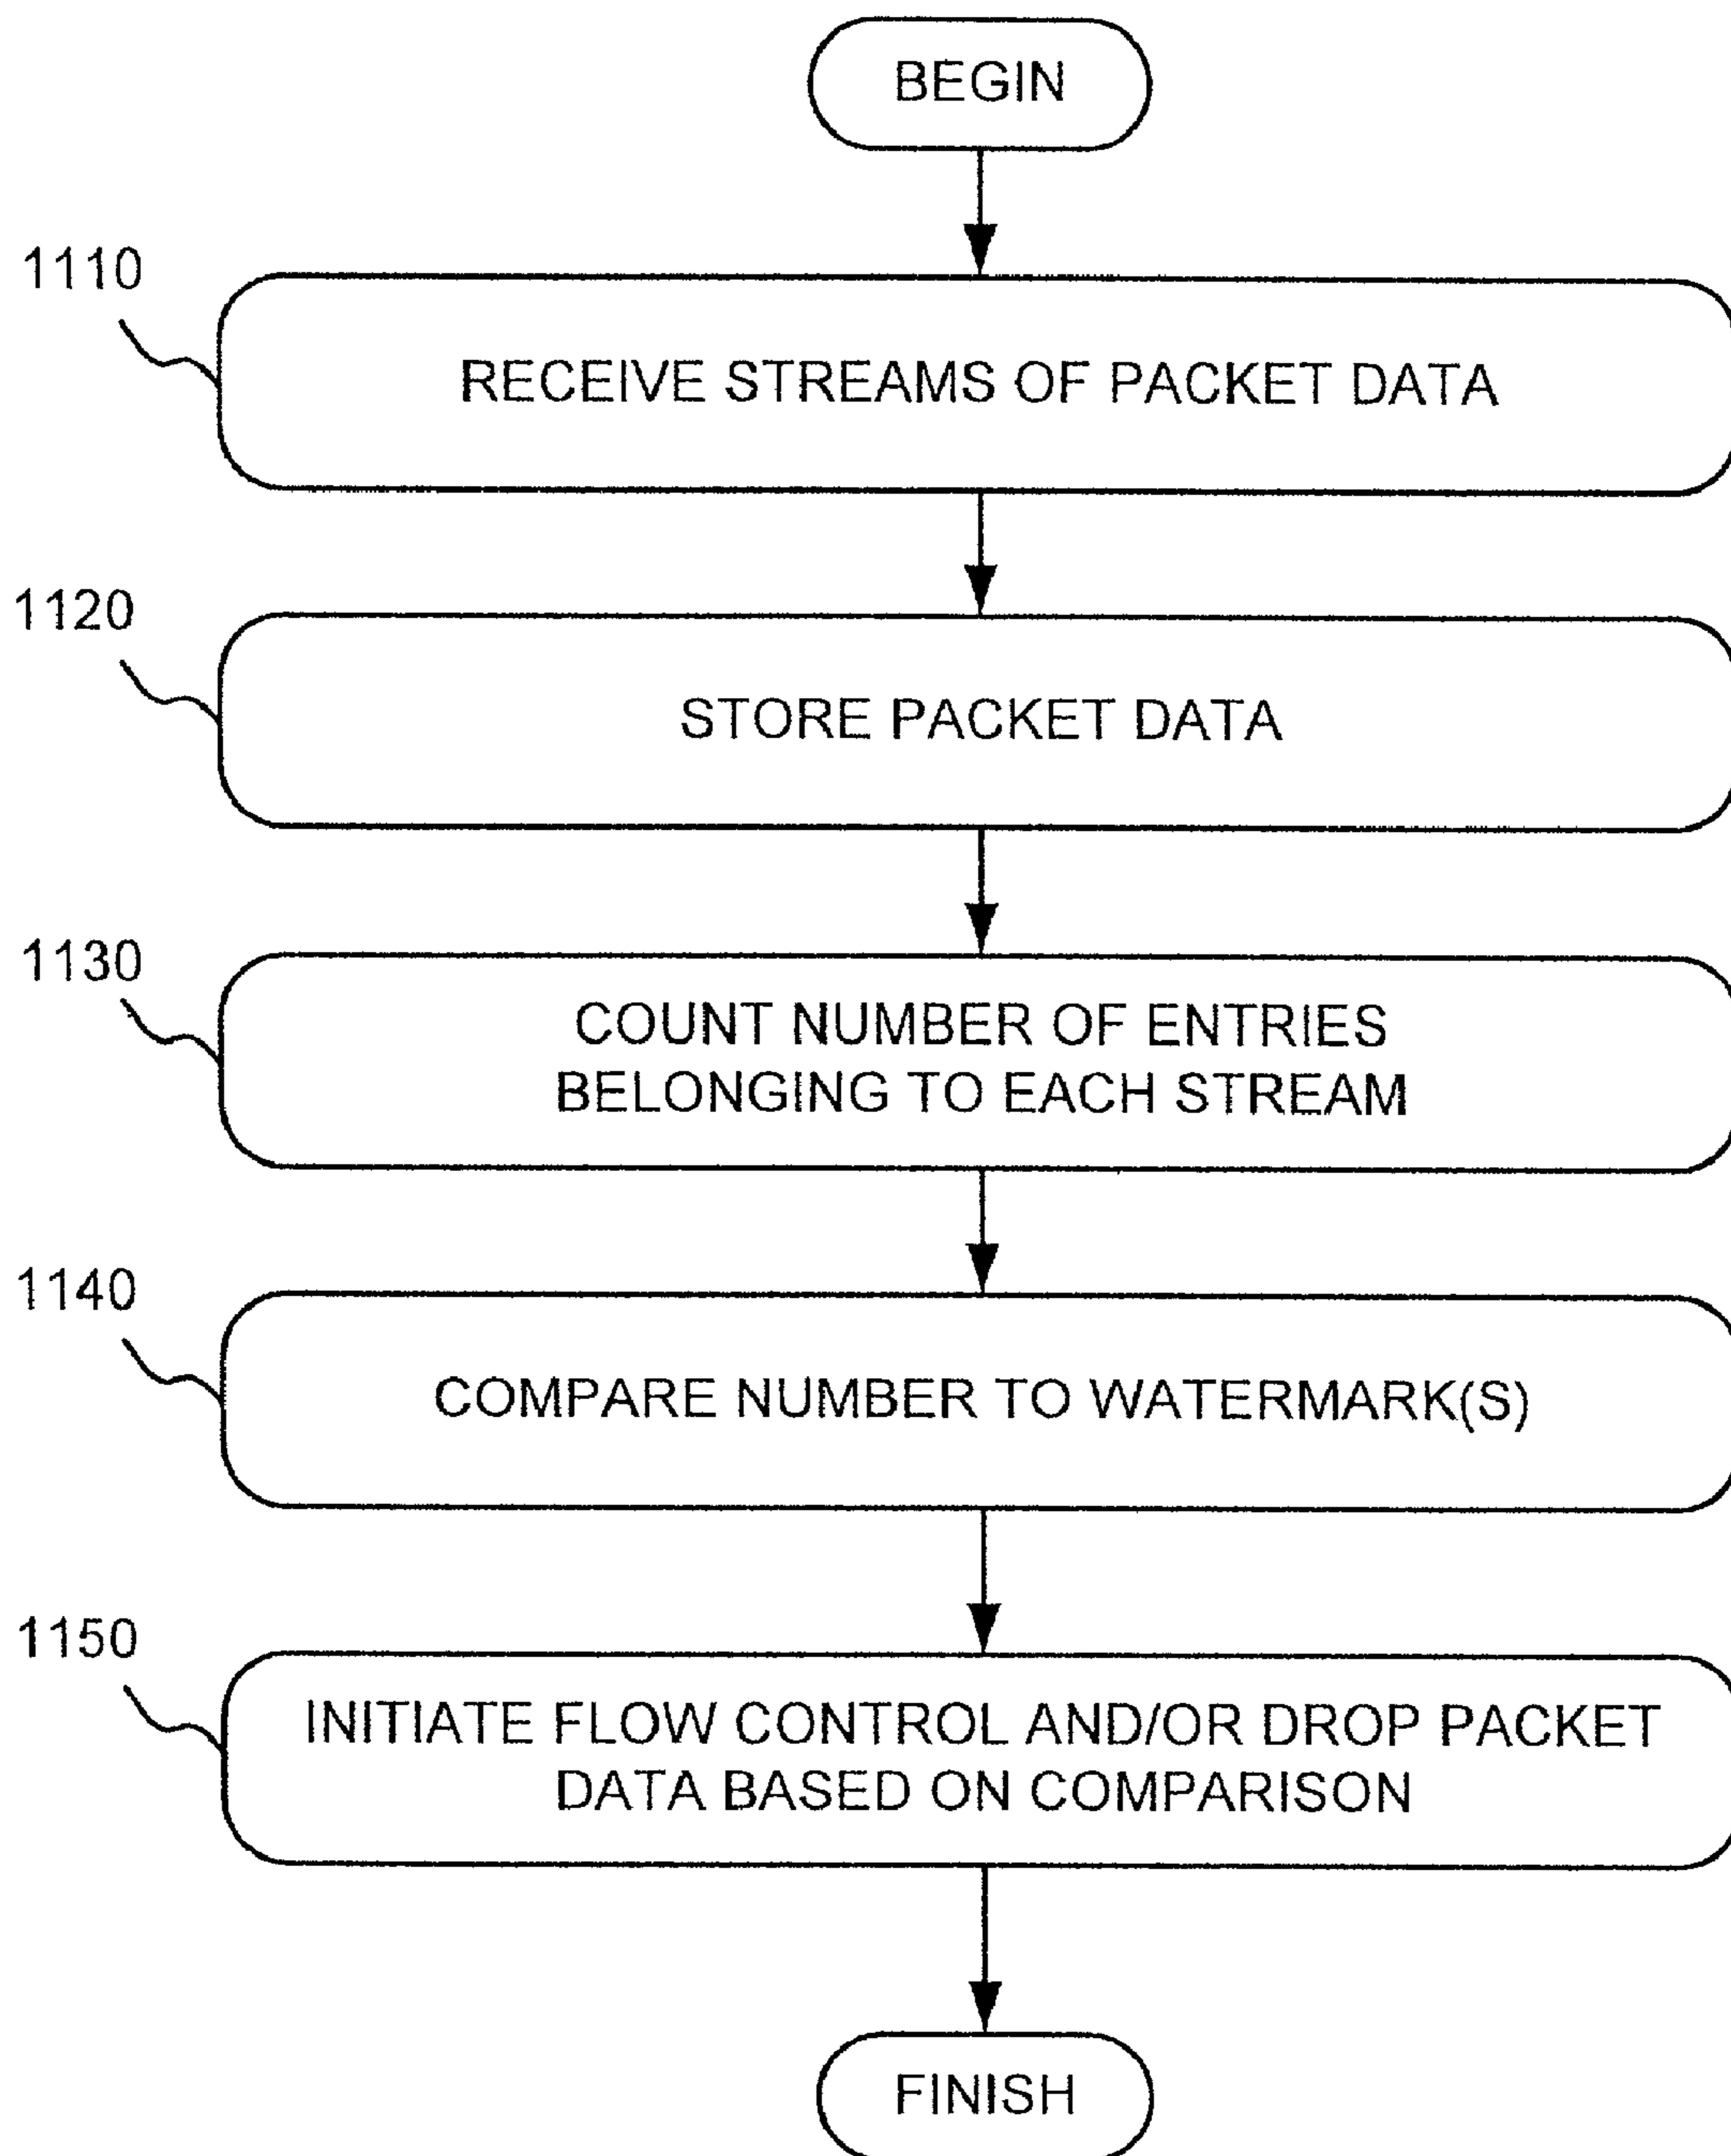 BEGIN
1110
RECEIVE STREAMS OF PACKET DATA
1120
STORE PACKET DATA
1130
COUNT NUMBER OF ENTRIES
BELONGING TO EACH STREAM
1140
COMPARE NUMBER TO WATERMARK(S)
1150
INITIATE FLOW CONTROL AND/OR DROP PACKET
DATA BASED ON COMPARISON
FINISH